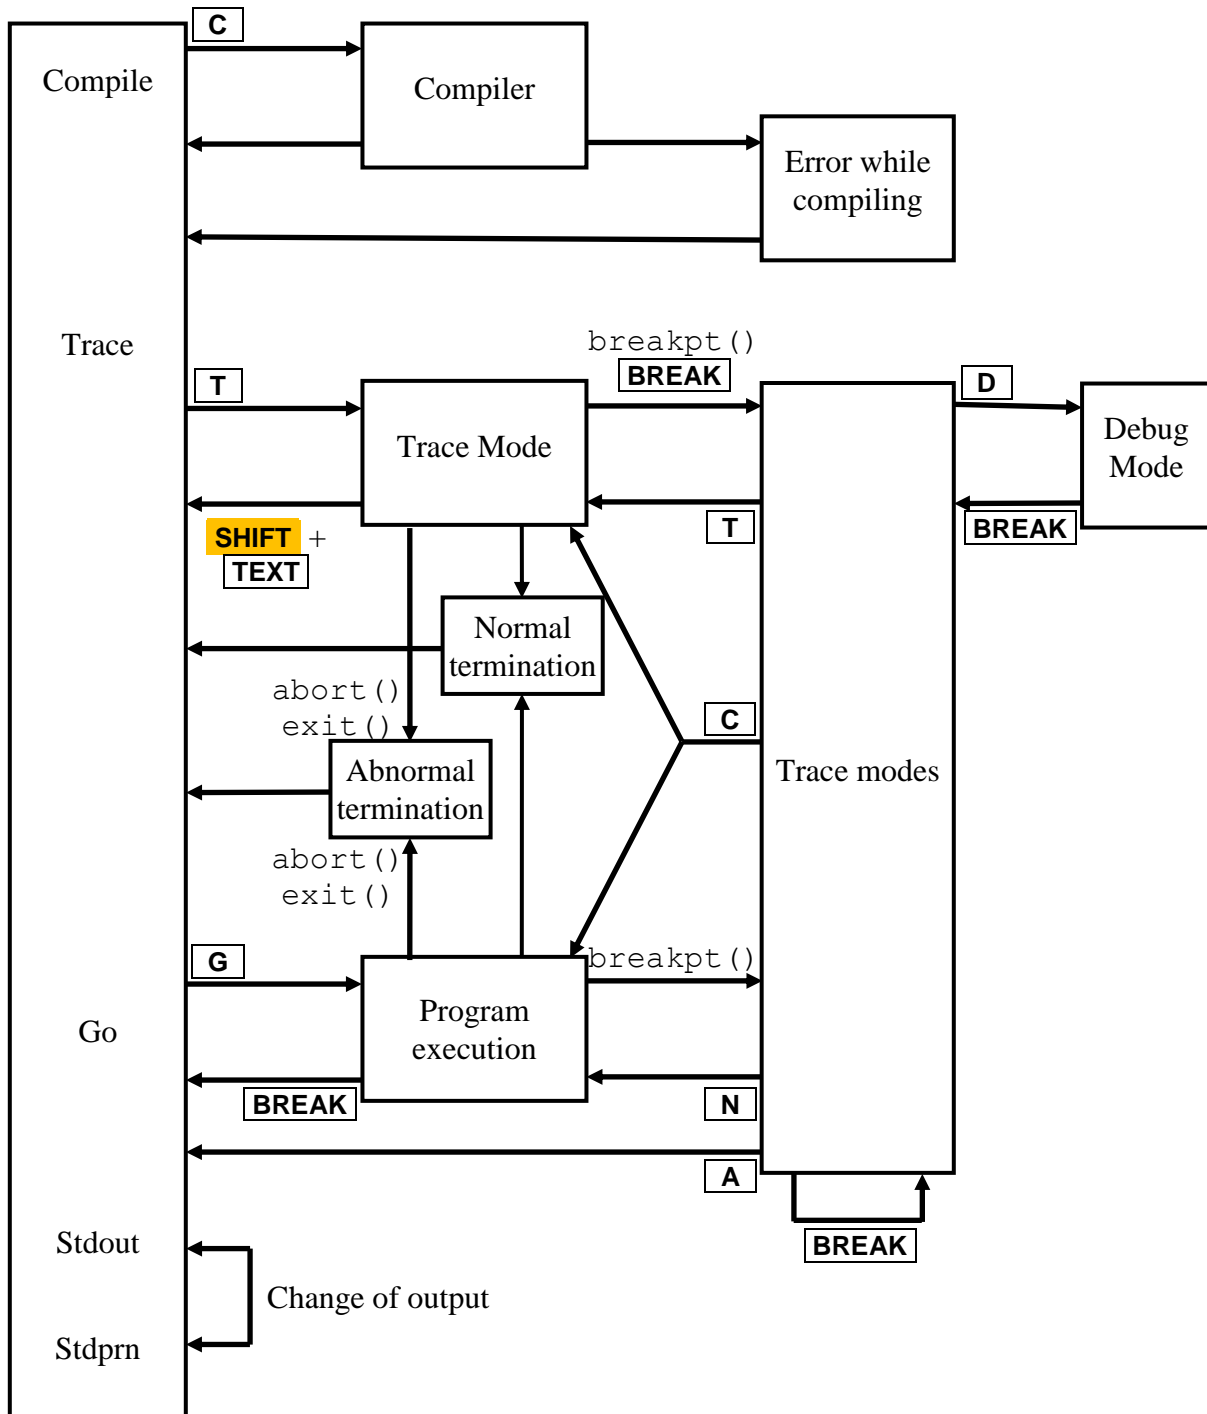 C
Compile
Compiler
Error while
compiling
Trace
breakpt()
BREAK
T
D
Trace Mode
Debug
Mode
SHIFT +
TEXT
T
BREAK
Normal
termination
abort()
exit()
C
Abnormal
termination
Trace modes
abort()
exit()
G
breakpt()
Go
Program
execution
BREAK
N
A
BREAK
Stdout
Change of output
Stdprn